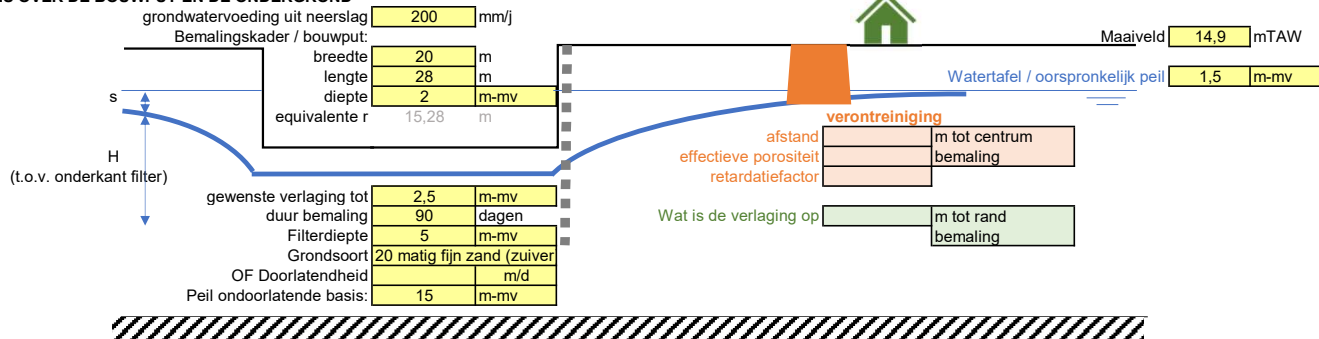 grondwatervoeding uit neerslag 200 mm/j
Bemalingskader / bouwput:
breedte 20 m
lengte 28 m
diepte 2 m-mv
equivalente r 15,28 m
Maaiveld 14,9 mTAW
Watertafel / oorspronkelijk peil 1,5 m-mv
s
H
(t.o.v. onderkant filter)
verontreiniging
afstand m tot centrum
effectieve porositeit bemaling
retardatiefactor
gewenste verlaging tot 2,5 m-mv
duur bemaling 90 dagen
Filterdiepte 5 m-mv
Grondsoort 20 matig fijn zand (zuiver
OF Doorlatendheid m/d
Peil ondoorlatende basis: 15 m-mv
Wat is de verlaging op m tot rand
bemaling